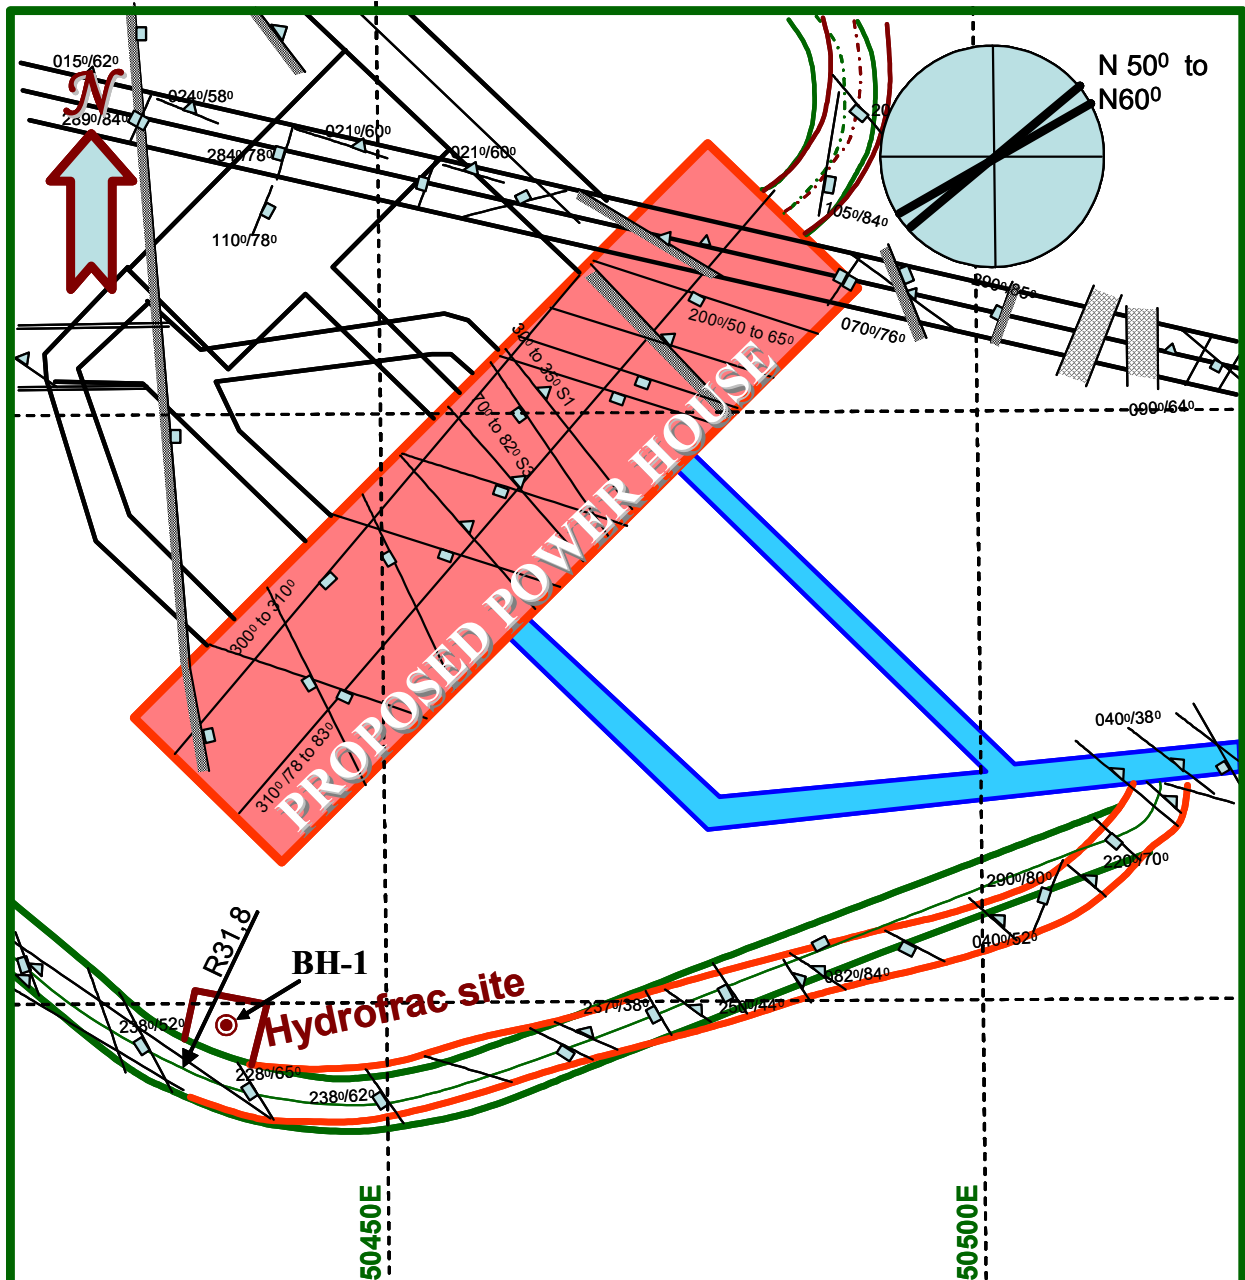 015⁰/62⁰
N
024⁰/58⁰
289⁰/84⁰
021⁰/60⁰
284⁰/78⁰
021⁰/60⁰
110⁰/78⁰
20
105⁰/84⁰
N 50⁰ to
N60⁰
070⁰/76⁰
090⁰/64⁰
200⁰/50 to 65⁰
30⁰ to 35⁰ S1
70⁰ to 82⁰ S3
300⁰ to 310⁰
310⁰ /78 to 83⁰
PROPOSED POWER HOUSE
040⁰/38⁰
220⁰/70⁰
290⁰/80⁰
040⁰/52⁰
082⁰/84⁰
237⁰/38⁰
R31,8
BH-1
Hydrofrac site
238⁰/52⁰
228⁰/65⁰
238⁰/62⁰
50450E
50500E